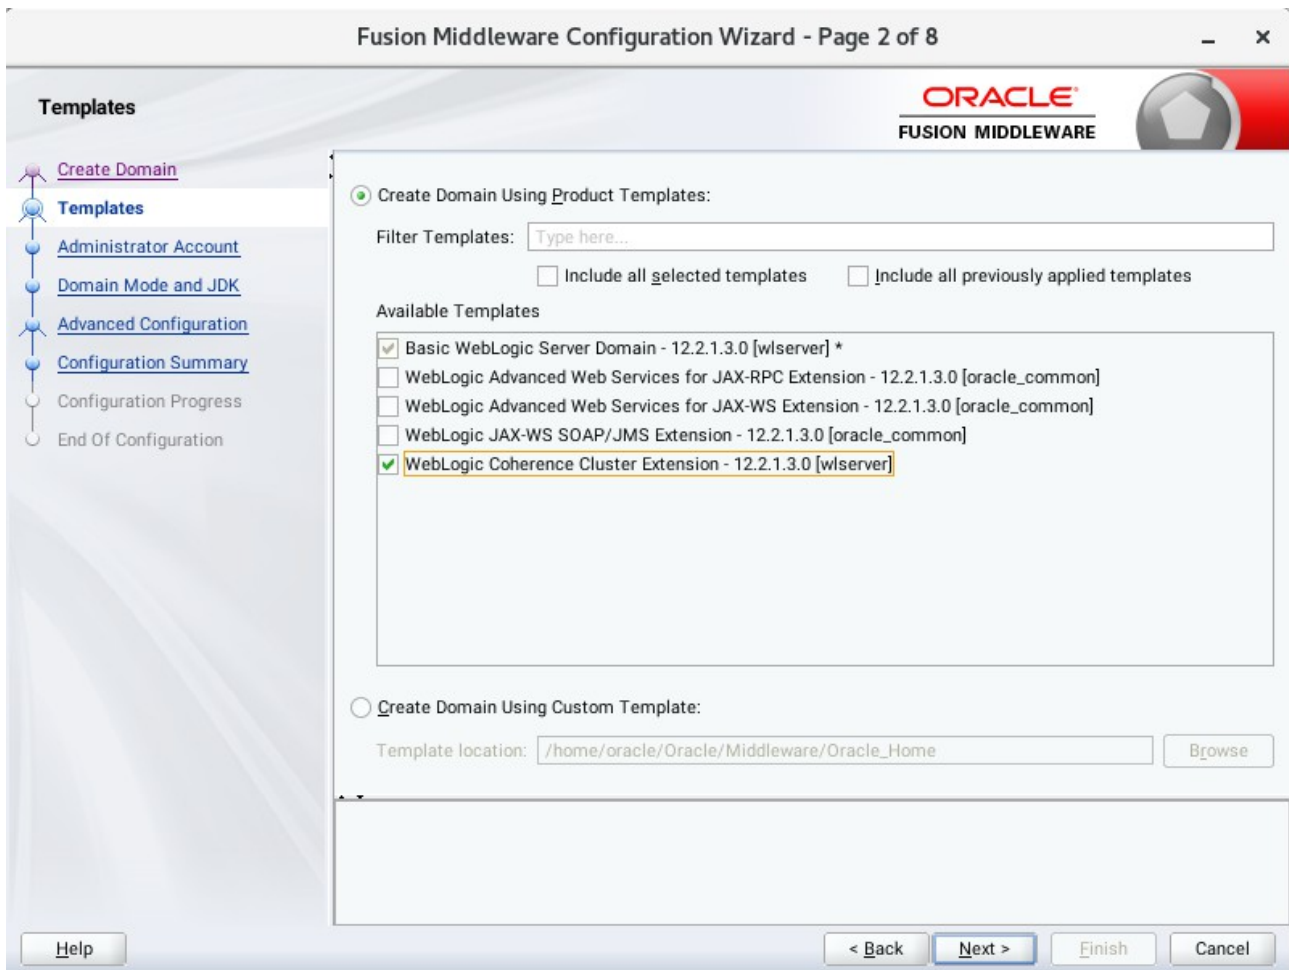 Fusion Middleware Configuration Wizard - Page 2 of 8
Templates
ORACLE
FUSION MIDDLEWARE
Create Domain
Templates
Administrator Account
Domain Mode and JDK
Advanced Configuration
Configuration Summary
Configuration Progress
End Of Configuration
Create Domain Using Product Templates:
Filter Templates: Type here...
Include all selected templates Include all previously applied templates
Available Templates
Basic WebLogic Server Domain - 12.2.1.3.0 [wlserver] *
WebLogic Advanced Web Services for JAX-RPC Extension - 12.2.1.3.0 [oracle_common]
WebLogic Advanced Web Services for JAX-WS Extension - 12.2.1.3.0 [oracle_common]
WebLogic JAX-WS SOAP/JMS Extension - 12.2.1.3.0 [oracle_common]
WebLogic Coherence Cluster Extension - 12.2.1.3.0 [wlserver]
Create Domain Using Custom Template:
Template location: /home/oracle/Oracle/Middleware/Oracle_Home Browse
Help < Back Next > Finish Cancel